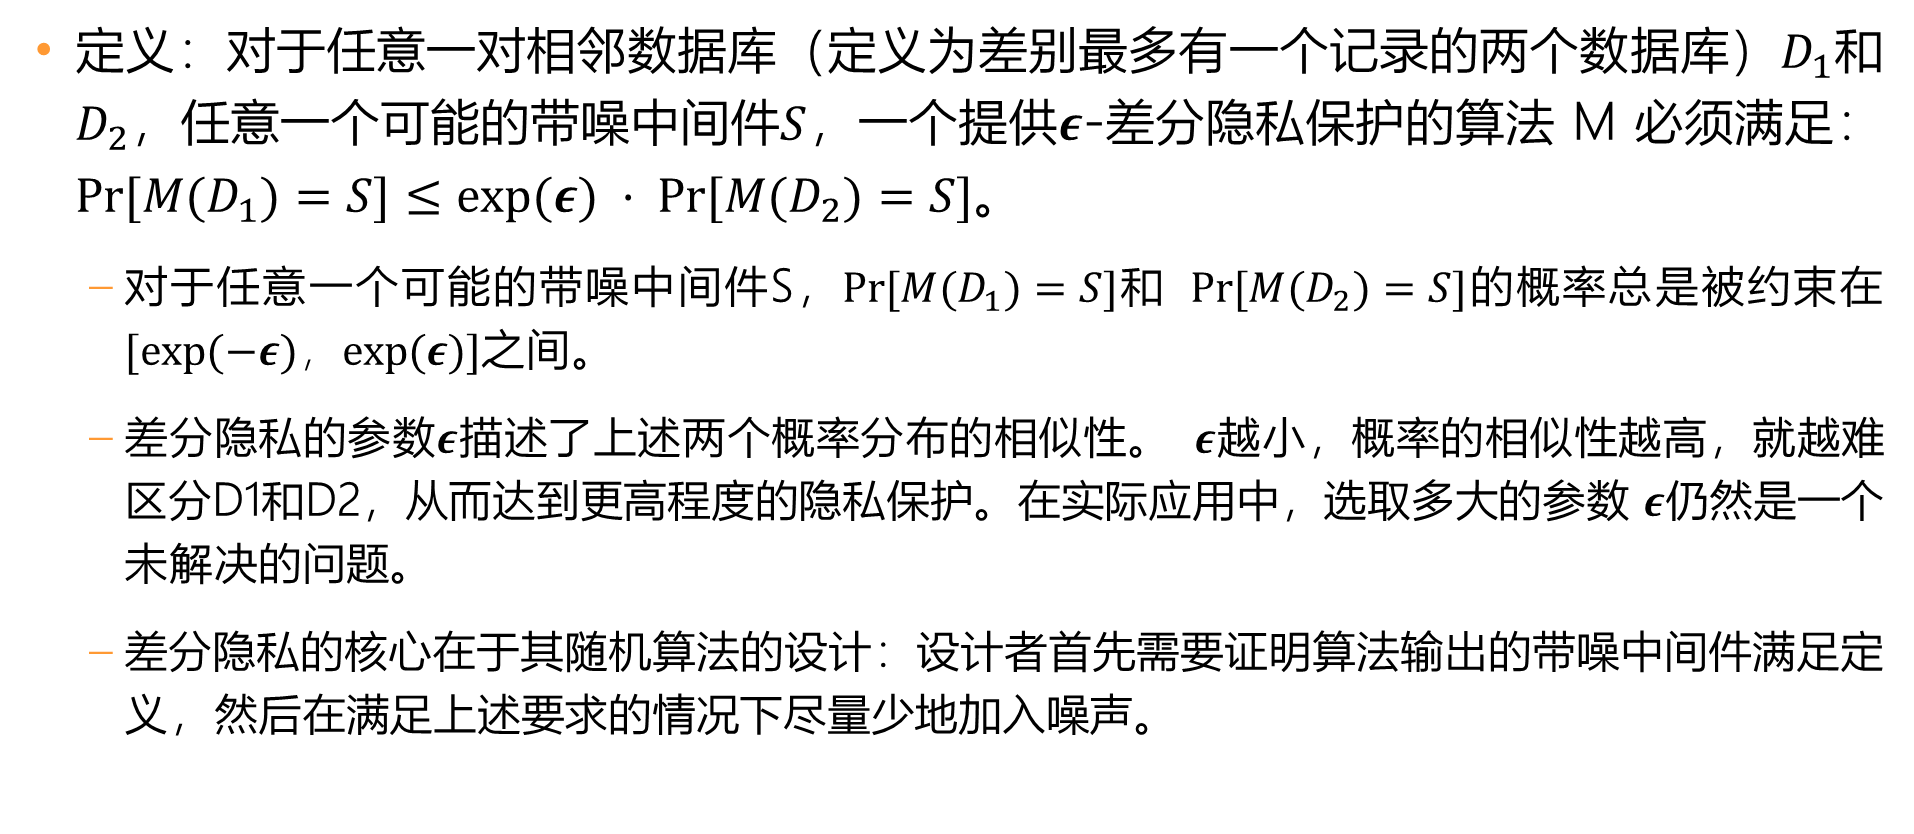 • 定义：对于任意一对相邻数据库（定义为差别最多有一个记录的两个数据库）D₁和
D₂，任意一个可能的带噪中间件S，一个提供ϵ-差分隐私保护的算法 M 必须满足：
Pr[M(D₁) = S] ≤ exp(ϵ) · Pr[M(D₂) = S]。
– 对于任意一个可能的带噪中间件S，Pr[M(D₁) = S]和 Pr[M(D₂) = S]的概率总是被约束在
[exp(−ϵ)，exp(ϵ)]之间。
– 差分隐私的参数ϵ描述了上述两个概率分布的相似性。 ϵ越小，概率的相似性越高，就越难
区分D1和D2，从而达到更高程度的隐私保护。在实际应用中，选取多大的参数 ϵ仍然是一个
未解决的问题。
– 差分隐私的核心在于其随机算法的设计：设计者首先需要证明算法输出的带噪中间件满足定
义，然后在满足上述要求的情况下尽量少地加入噪声。